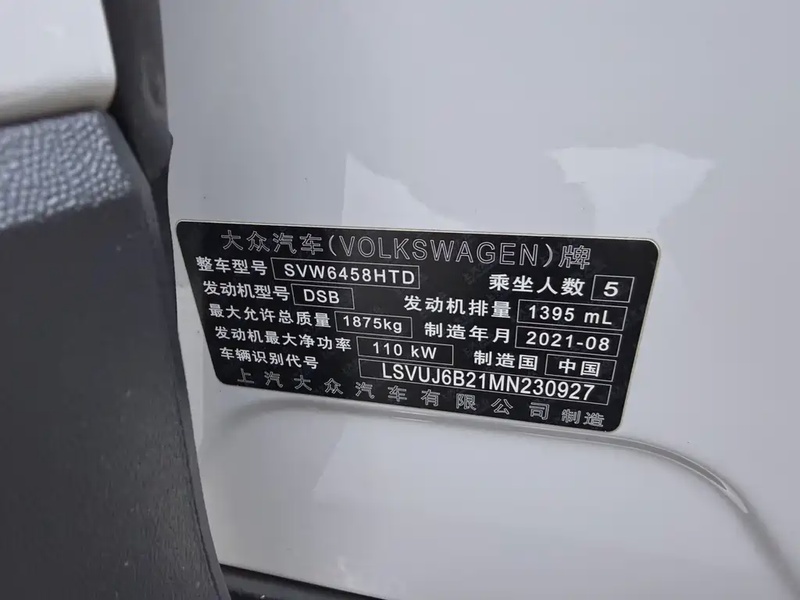 大众汽车(VOLKSWAGEN)牌
整车型号 SVW6458HTD 乘坐人数 5
发动机型号 DSB 发动机排量 1395 mL
最大允许总质量 1875kg 制造年月 2021-08
发动机最大净功率 110 kW 制造国 中国
车辆识别代号 LSVUJ6B21MN230927
上汽大众汽车有限公司制造